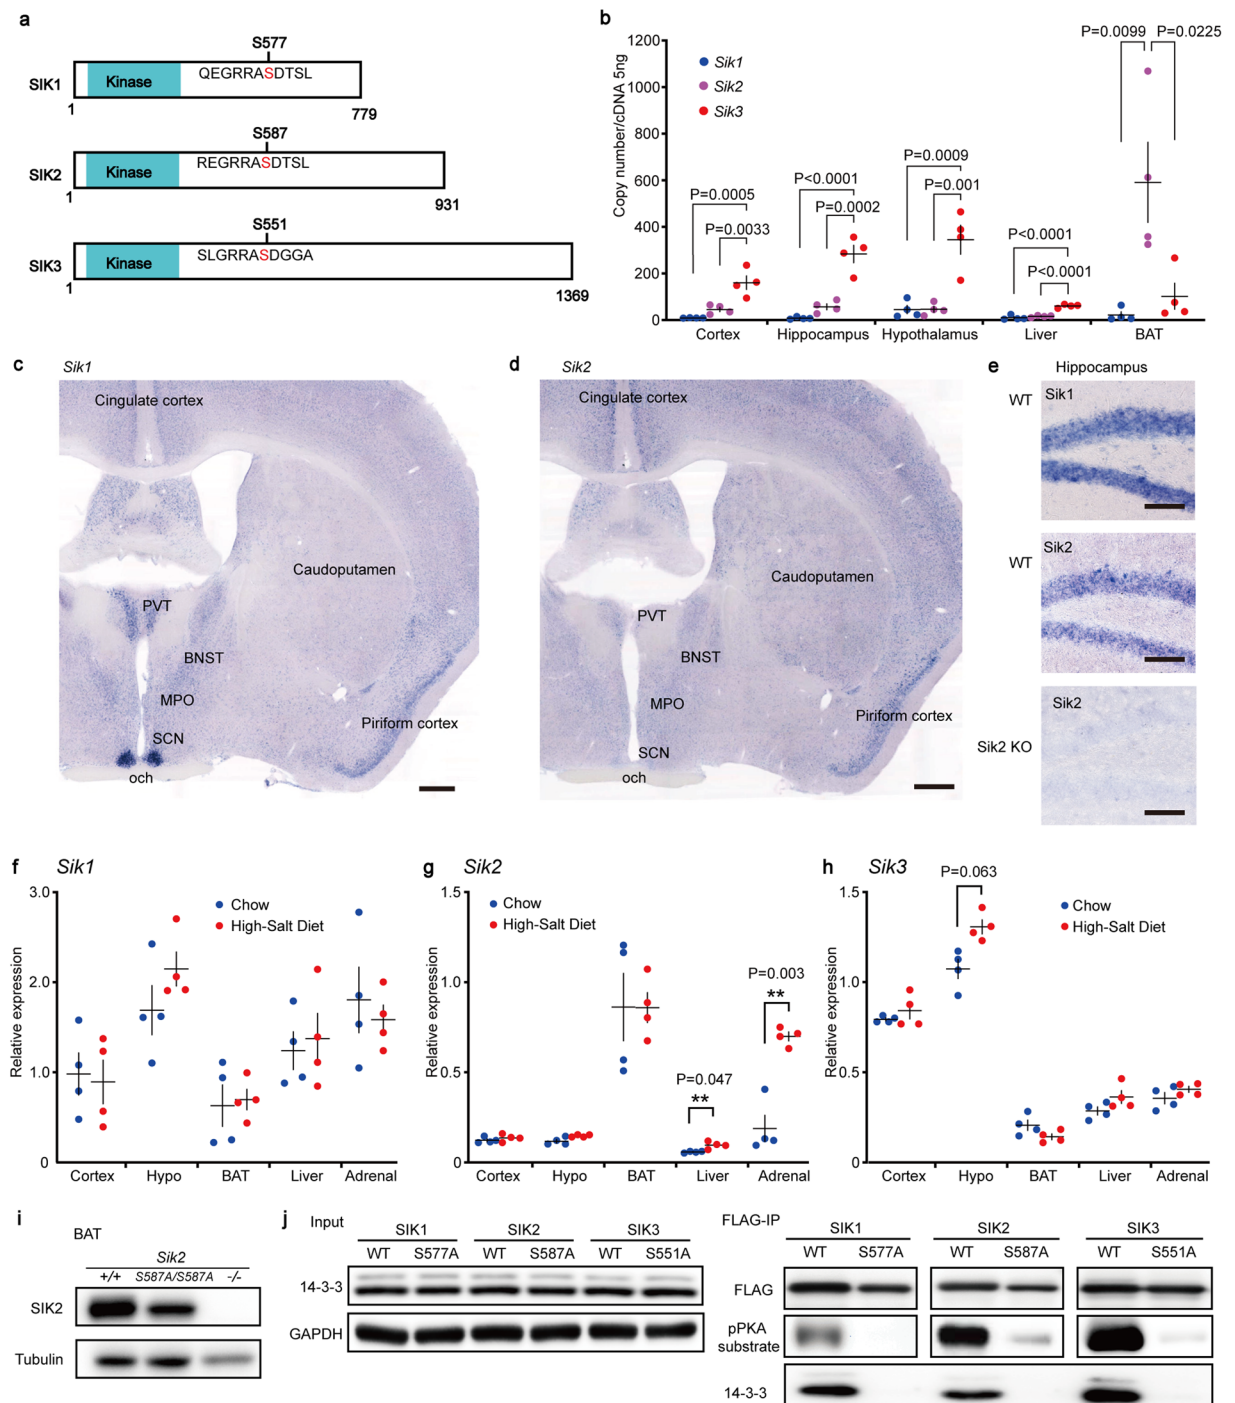 a
S577
SIK1
Kinase
QEGRRASDTSL
1
779
S587
SIK2
Kinase
REGRRASDTSL
1
931
S551
SIK3
Kinase
SLGRRASDGGA
1
1369
b
Copy number/cDNA 5ng
1200
1000
800
600
400
200
0
Sik1
Sik2
Sik3
P=0.0005
P=0.0033
P<0.0001
P=0.0002
P=0.0009
P=0.001
P<0.0001
P<0.0001
P=0.0099
P=0.0225
Cortex
Hippocampus
Hypothalamus
Liver
BAT
c
Sik1
Cingulate cortex
Caudoputamen
PVT
BNST
MPO
Piriform cortex
SCN
och
d
Sik2
Cingulate cortex
Caudoputamen
PVT
BNST
MPO
Piriform cortex
SCN
och
e
Hippocampus
WT
Sik1
WT
Sik2
Sik2 KO
Sik2
f
Sik1
Relative expression
3.0
2.0
1.0
0
Chow
High-Salt Diet
Cortex
Hypo
BAT
Liver
Adrenal
g
Sik2
Relative expression
1.5
1.0
0.5
0
Chow
High-Salt Diet
P=0.003
**
P=0.047
**
Cortex
Hypo
BAT
Liver
Adrenal
h
Sik3
Relative expression
1.5
1.0
0.5
0
P=0.063
Chow
High-Salt Diet
Cortex
Hypo
BAT
Liver
Adrenal
i
BAT
Sik2
+/+ S587A/S587A -/-
SIK2
Tubulin
j
Input
SIK1 SIK2 SIK3
WT S577A WT S587A WT S551A
14-3-3
GAPDH
FLAG-IP
SIK1 SIK2 SIK3
WT S577A WT S587A WT S551A
FLAG
pPKA
substrate
14-3-3